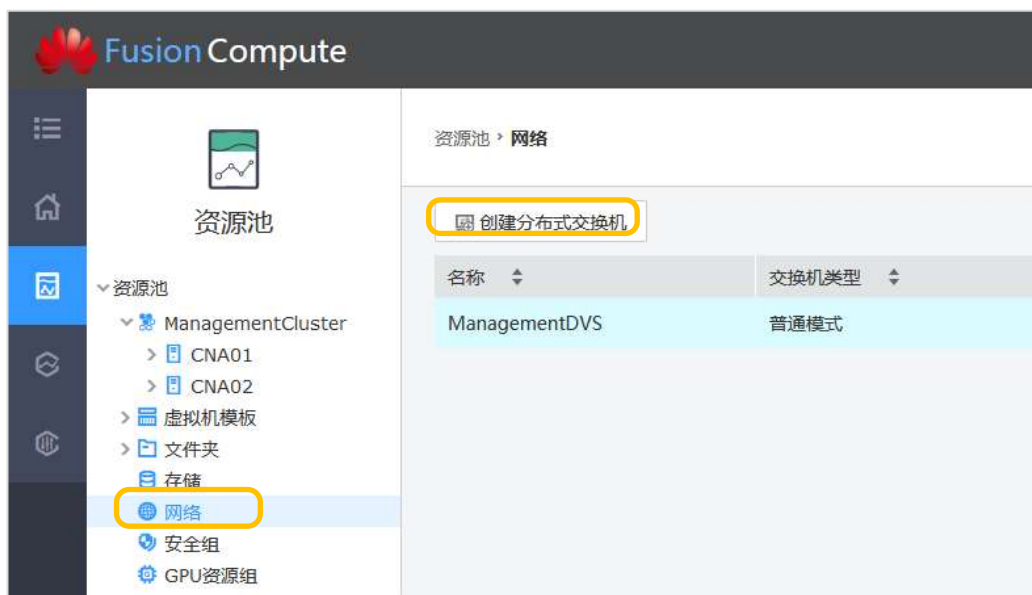 Fusion Compute
资源池 › 网络
资源池
创建分布式交换机
名称 交换机类型
ManagementDVS 普通模式
资源池
ManagementCluster
CNA01
CNA02
虚拟机模板
文件夹
存储
网络
安全组
GPU资源组